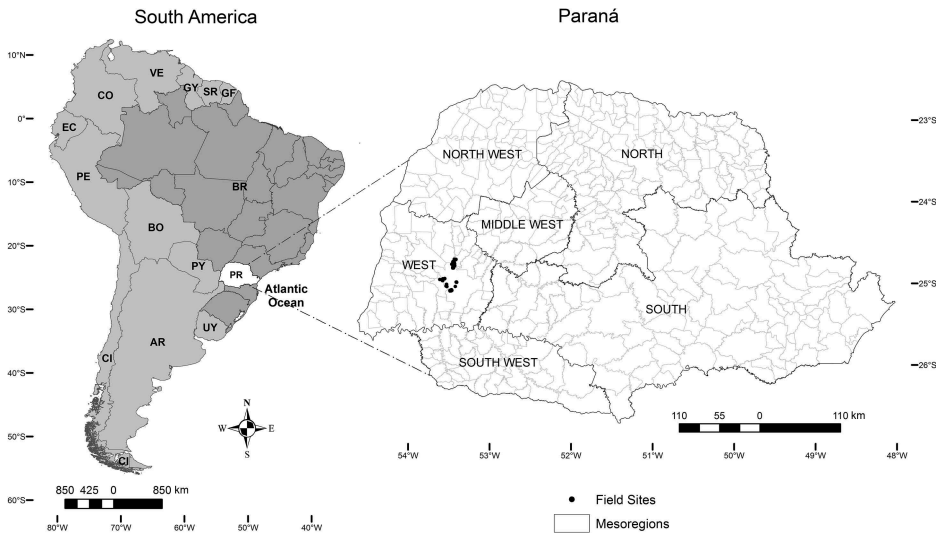 South America
Paraná
10°N
0°
10°S
20°S
30°S
40°S
50°S
60°S
VE
GY
SR
GF
CO
EC
PE
BR
BO
PY
PR
Atlantic
Ocean
UY
AR
CI
CI
N
W
E
S
850 425 0 850 km
80°W 70°W 60°W 50°W 40°W
NORTH WEST
NORTH
MIDDLE WEST
WEST
SOUTH
SOUTH WEST
23°S
24°S
25°S
26°S
110 55 0 110 km
54°W 53°W 52°W 51°W 50°W 49°W 48°W
Field Sites
Mesoregions